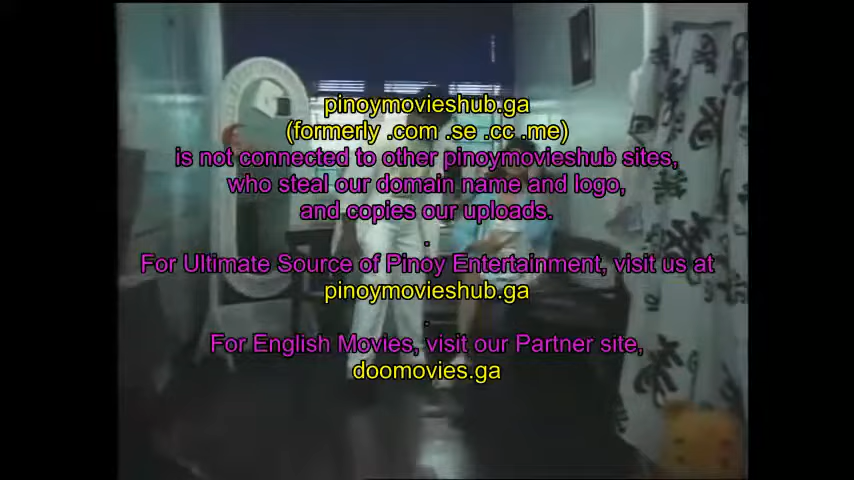 pinoymovieshub.ga
(formerly .com .se .cc .me)
is not connected to other pinoymovieshub sites,
who steal our domain name and logo,
and copies our uploads.
.
For Ultimate Source of Pinoy Entertainment, visit us at
pinoymovieshub.ga
.
For English Movies, visit our Partner site,
doomovies.ga